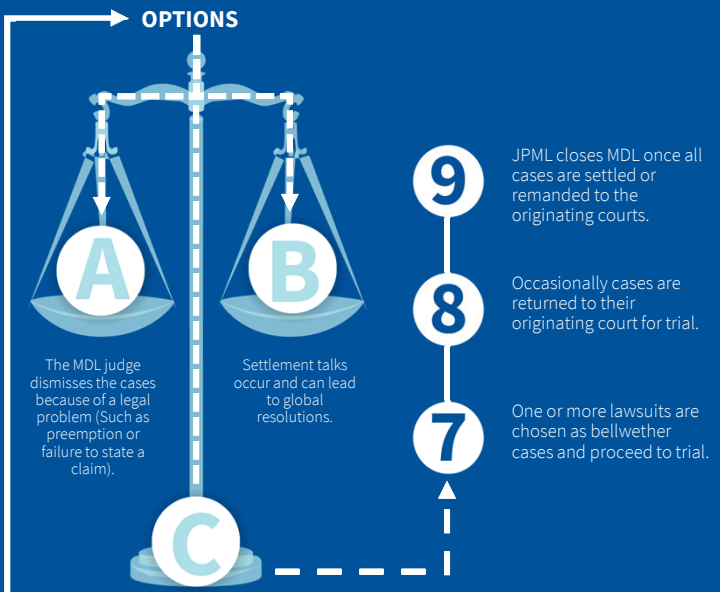 OPTIONS
A
The MDL judge
dismisses the cases
because of a legal
problem (Such as
preemption or
failure to state a
claim).
B
Settlement talks
occur and can lead
to global
resolutions.
C
9
JPML closes MDL once all
cases are settled or
remanded to the
originating courts.
8
Occasionally cases are
returned to their
originating court for trial.
7
One or more lawsuits are
chosen as bellwether
cases and proceed to trial.